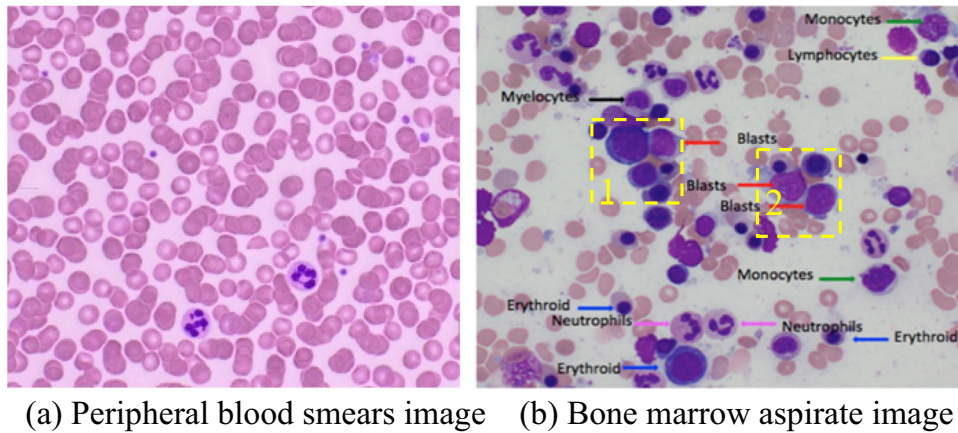 Monocytes
Lymphocytes
Myelocytes
Blasts
1
Blasts
Blasts
2
Monocytes
Erythroid
Neutrophils
Neutrophils
Erythroid
Erythroid
(a) Peripheral blood smears image
(b) Bone marrow aspirate image